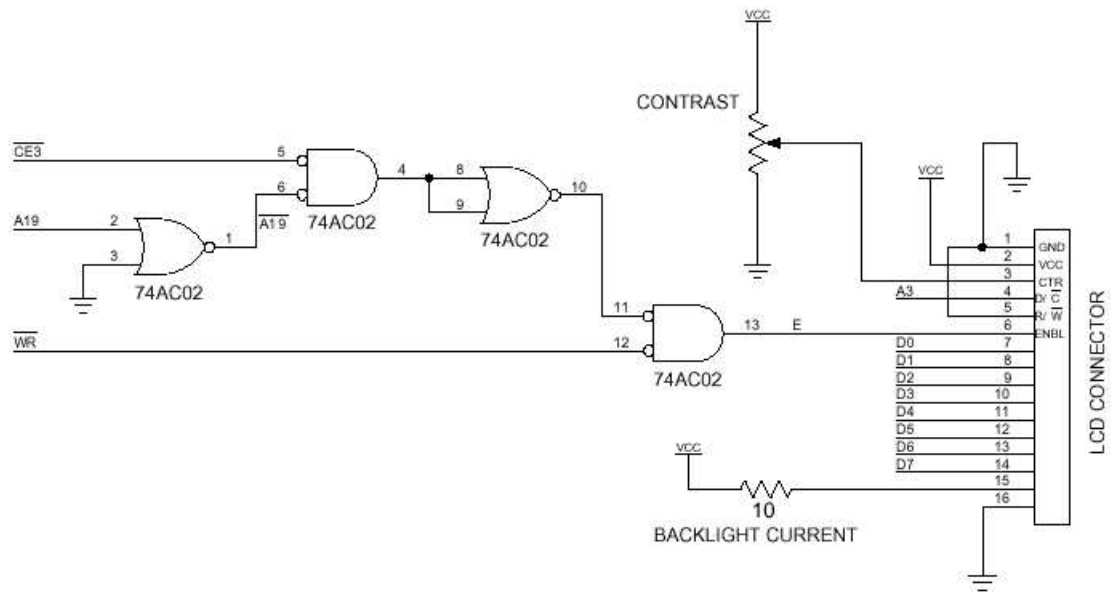 VCC
CONTRAST
CE3
5
4
8
10
VCC
6
A19
74AC02
9
A19
2
1
74AC02
3
74AC02
1
GND
2
VCC
3
CTR
A3
4
D/ C
5
R/ W
11
WR
12
13
E
6
ENBL
74AC02
D0
7
D1
8
D2
9
D3
10
D4
11
D5
12
D6
13
D7
14
VCC
15
10
16
BACKLIGHT CURRENT
LCD CONNECTOR